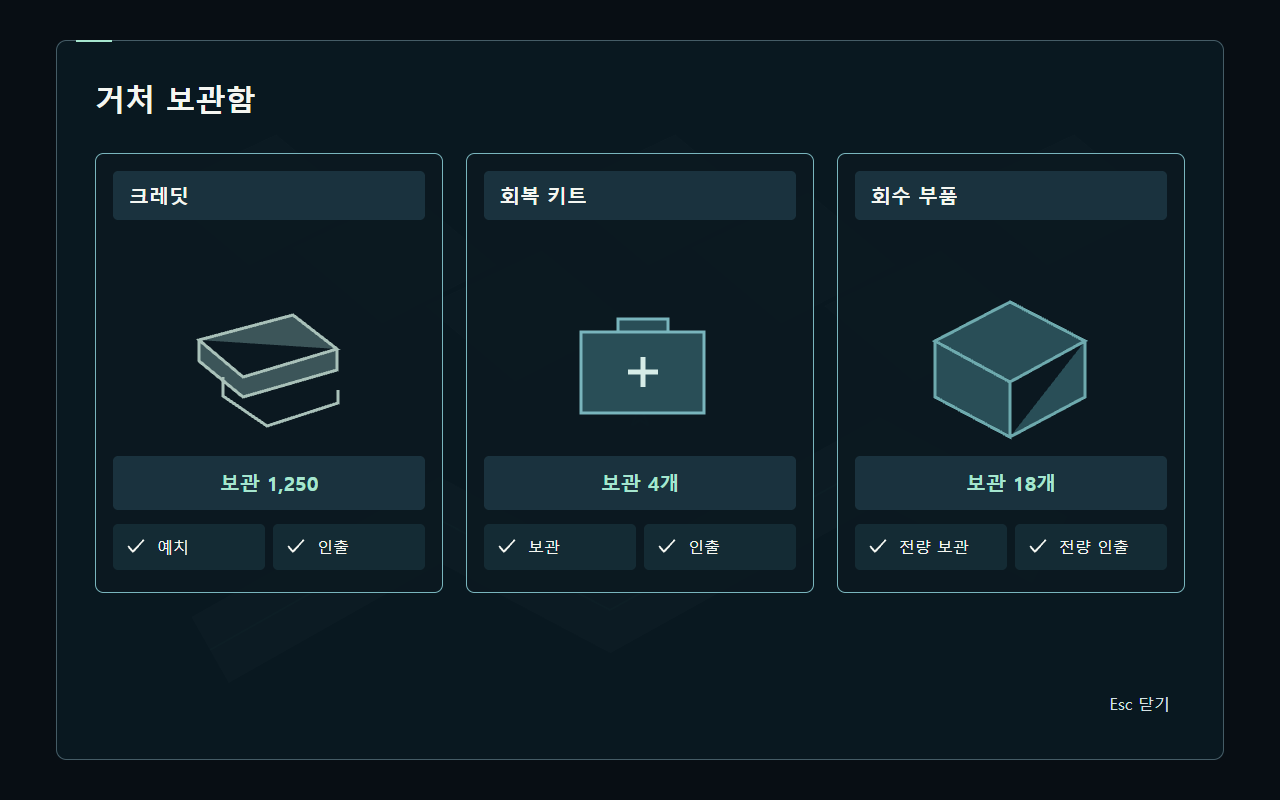 거처 보관함
크레딧
회복 키트
회수 부품
보관 1,250
보관 4개
보관 18개
예치
인출
보관
인출
전량 보관
전량 인출
Esc 닫기